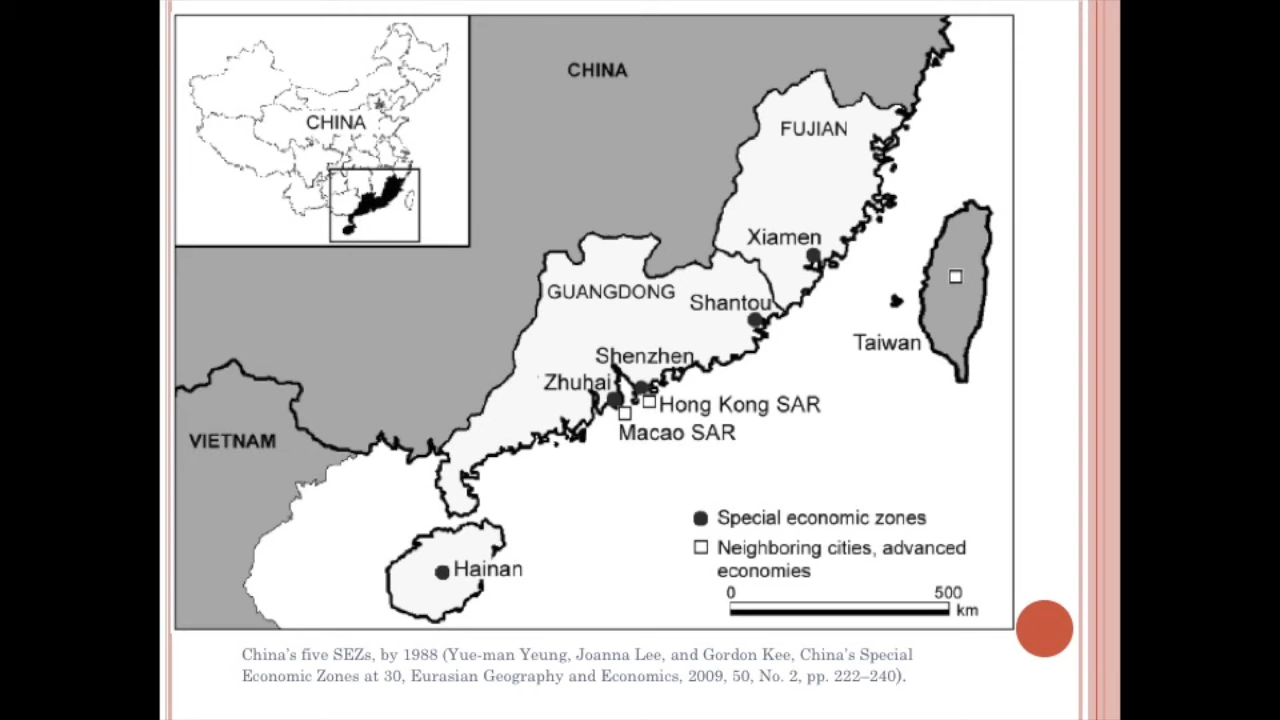 CHINA
CHINA
FUJIAN
Xiamen
GUANGDONG
Shantou
Taiwan
Shenzhen
Zhuhai
Hong Kong SAR
Macao SAR
VIETNAM
Special economic zones
Neighboring cities, advanced
economies
Hainan
0 500
km
China's five SEZs, by 1988 (Yue-man Yeung, Joanna Lee, and Gordon Kee, China's Special
Economic Zones at 30, Eurasian Geography and Economics, 2009, 50, No. 2, pp. 222–240).